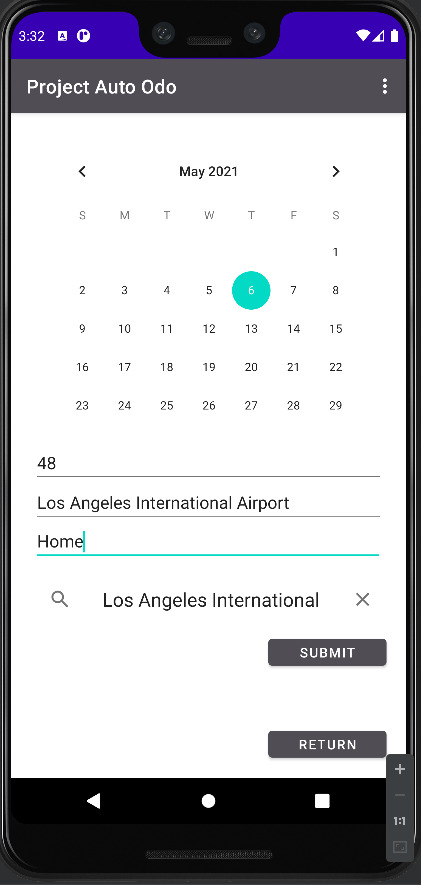 3:32
Project Auto Odo
May 2021
S M T W T F S
1
2 3 4 5 6 7 8
9 10 11 12 13 14 15
16 17 18 19 20 21 22
23 24 25 26 27 28 29
48
Los Angeles International Airport
Home
Los Angeles International
SUBMIT
RETURN
1:1